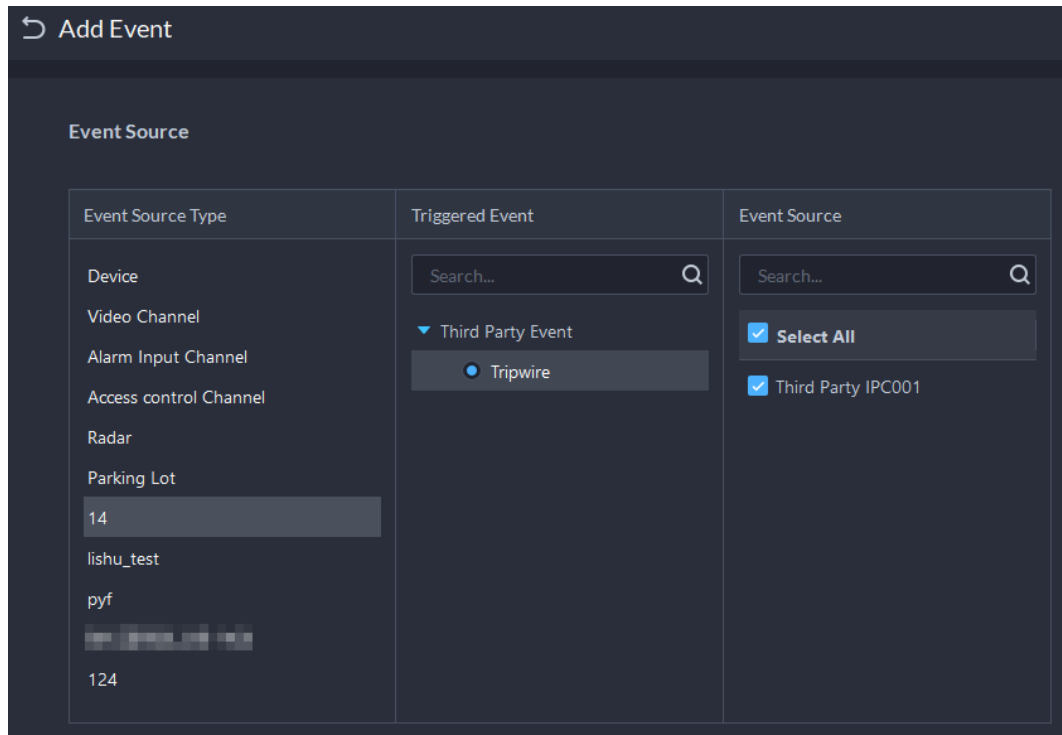 Add Event
Event Source
Event Source Type
Device
Video Channel
Alarm Input Channel
Access control Channel
Radar
Parking Lot
14
lishu_test
pyf
124
Triggered Event
Search...
Third Party Event
Tripwire
Event Source
Search...
Select All
Third Party IPC001